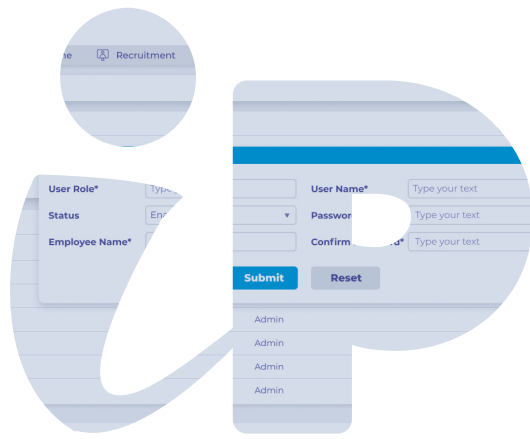 Recruitment
User Role* User Name* Type your text
Status Type your text
Employee Name* Confirm Type your text
Submit Reset
Admin
Admin
Admin
Admin